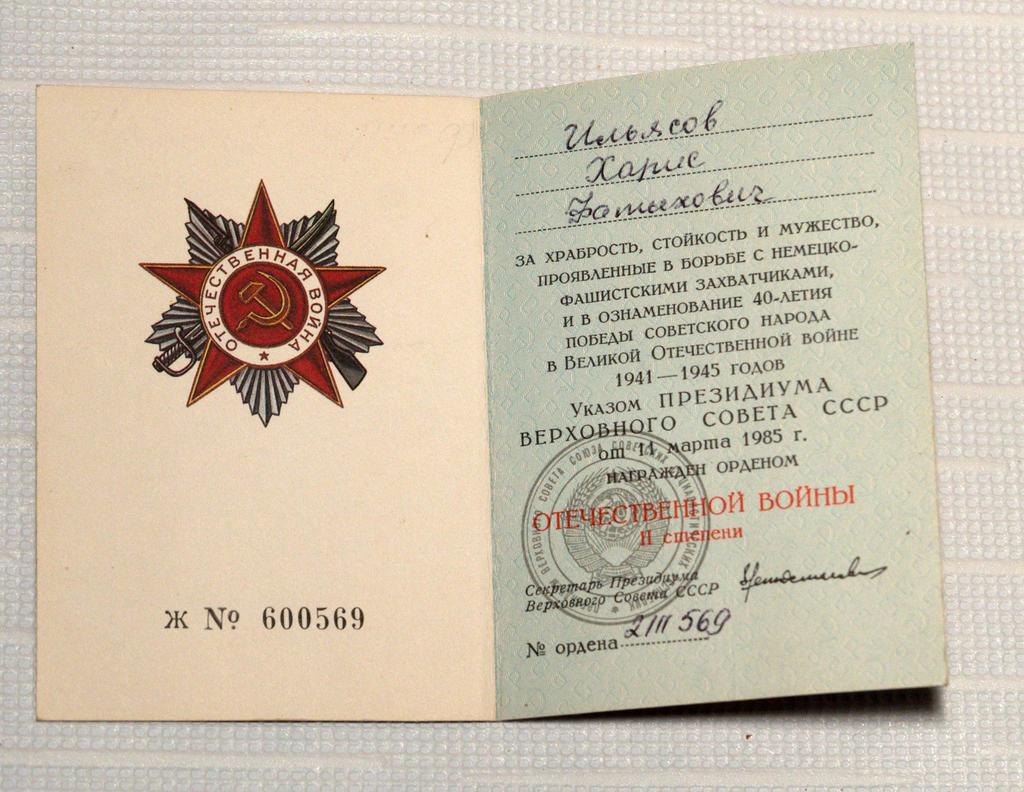 ОТЕЧЕСТВЕННАЯ ВОЙНА
Ж № 600569
Ильясов
Харис
Фатыхович
ЗА ХРАБРОСТЬ, СТОЙКОСТЬ И МУЖЕСТВО,
ПРОЯВЛЕННЫЕ В БОРЬБЕ С НЕМЕЦКО-
ФАШИСТСКИМИ ЗАХВАТЧИКАМИ,
И В ОЗНАМЕНОВАНИЕ 40-ЛЕТИЯ
ПОБЕДЫ СОВЕТСКОГО НАРОДА
В ВЕЛИКОЙ ОТЕЧЕСТВЕННОЙ ВОЙНЕ
1941—1945 ГОДОВ
УКАЗОМ ПРЕЗИДИУМА
ВЕРХОВНОГО СОВЕТА СССР
от 11 марта 1985 г.
НАГРАЖДЕН ОРДЕНОМ
ОТЕЧЕСТВЕННОЙ ВОЙНЫ
II степени
Секретарь Президиума
Верховного Совета СССР
№ ордена 2111569